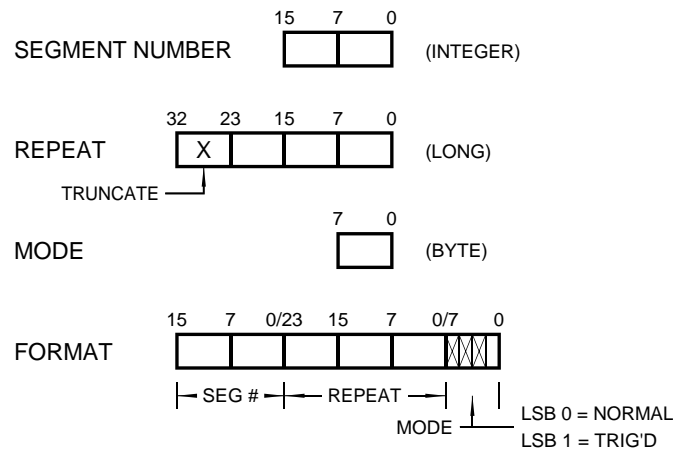 15 7 0
SEGMENT NUMBER (INTEGER)
32 23 15 7 0
REPEAT X (LONG)
TRUNCATE
7 0
MODE (BYTE)
15 7 0/23 15 7 0/7 0
FORMAT
SEG # REPEAT
MODE LSB 0 = NORMAL
LSB 1 = TRIG'D